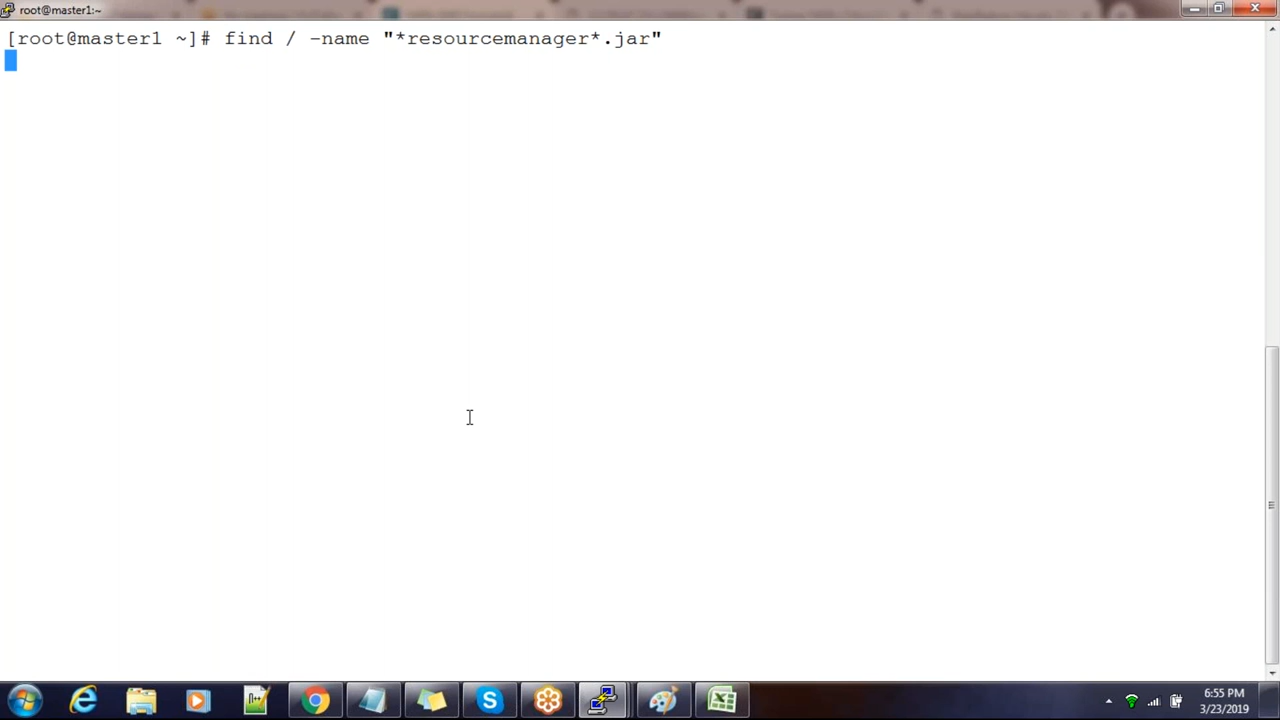 root@master1:~
[root@master1 ~]# find / -name "*resourcemanager*.jar"
6:55 PM
3/23/2019